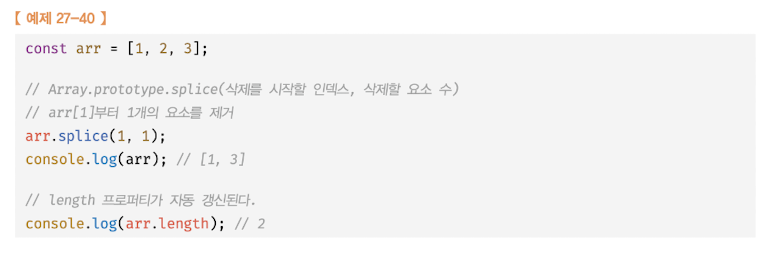 【 예제 27-40 】
const arr = [1, 2, 3];
// Array.prototype.splice(삭제를 시작할 인덱스, 삭제할 요소 수)
// arr[1]부터 1개의 요소를 제거
arr.splice(1, 1);
console.log(arr); // [1, 3]
// length 프로퍼티가 자동 갱신된다.
console.log(arr.length); // 2